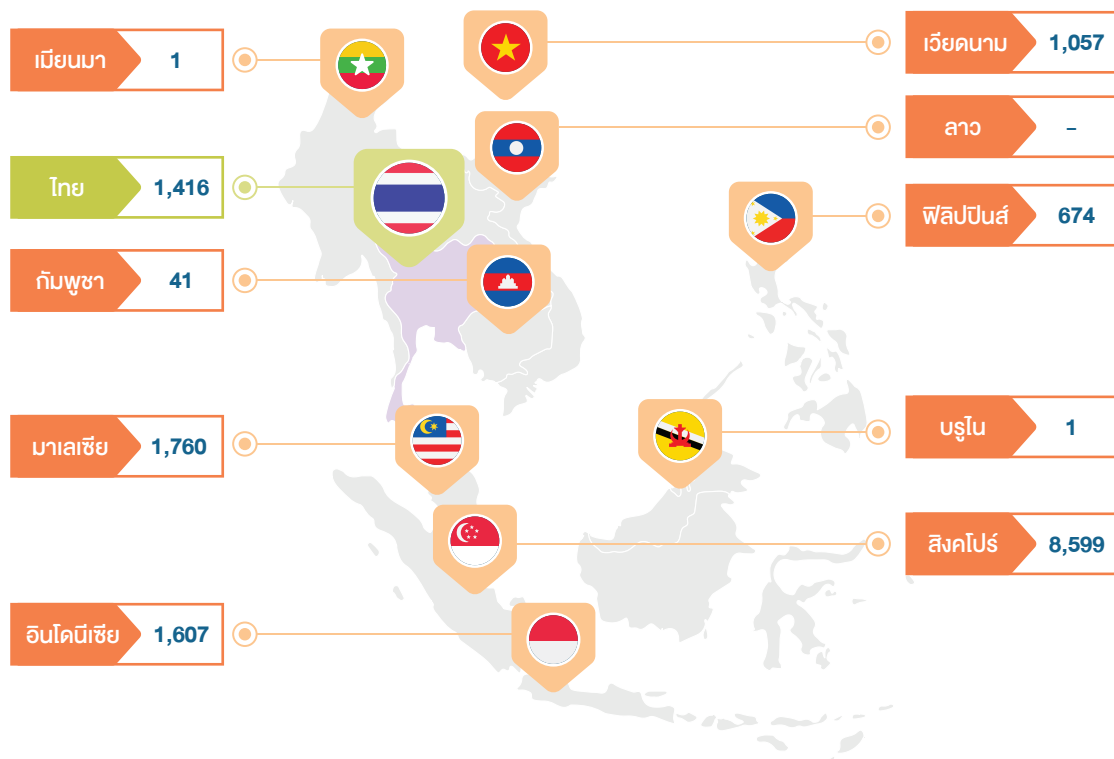 เมียนมา 1
ไทย 1,416
กัมพูชา 41
มาเลเซีย 1,760
อินโดนีเซีย 1,607
เวียดนาม 1,057
ลาว –
ฟิลิปปินส์ 674
บรูไน 1
สิงคโปร์ 8,599